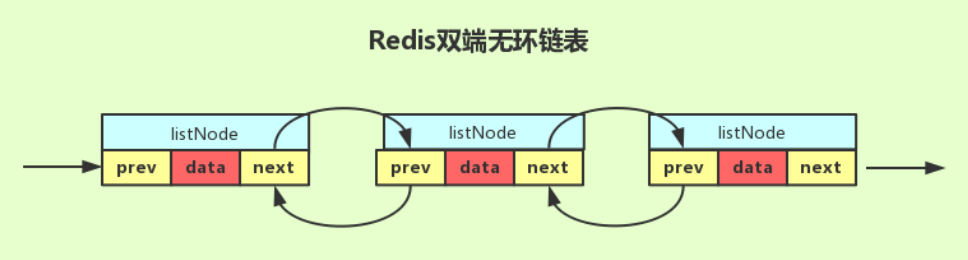 Redis双端无环链表
listNode listNode listNode
prev data next prev data next prev data next